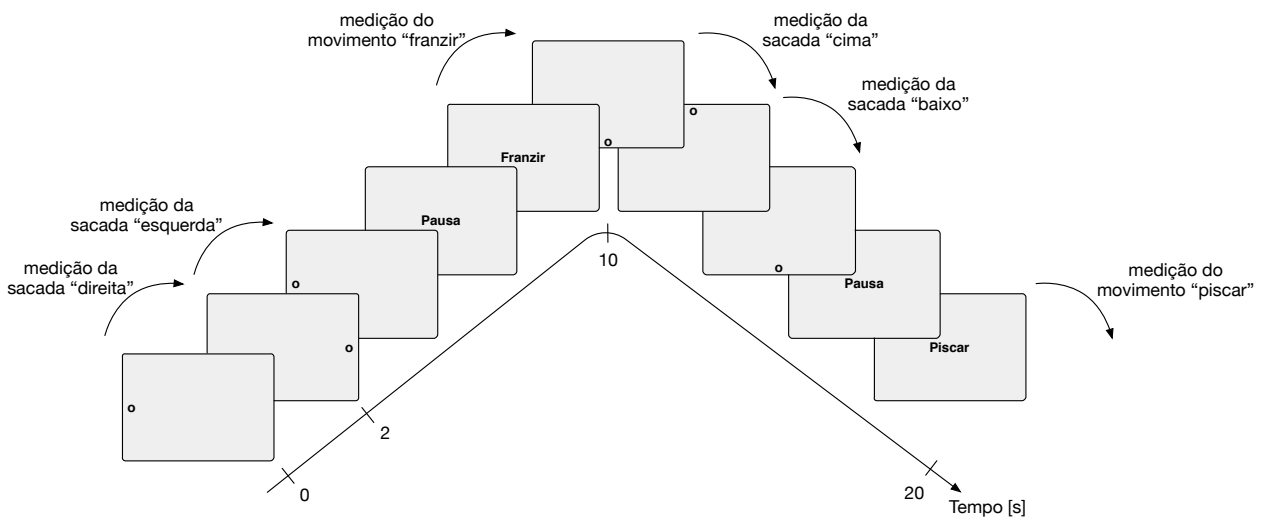 medição do
movimento “franzir”
medição da
sacada “cima”
medição da
sacada “baixo”
o
o
Franzir
medição da
sacada “esquerda”
Pausa
medição da
sacada “direita”
10
o
medição do
movimento “piscar”
o
Pausa
o
Piscar
o
2
0
20
Tempo [s]